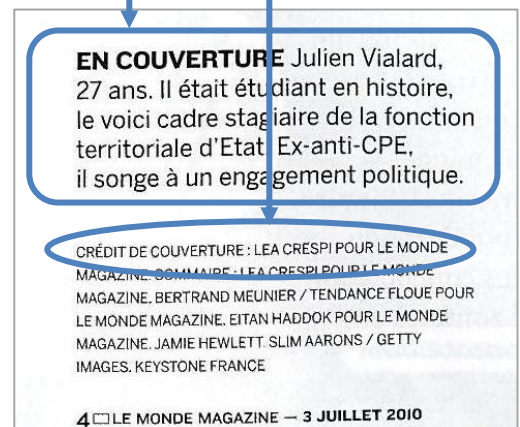 EN COUVERTURE Julien Vialard,
27 ans. Il était étudiant en histoire,
le voici cadre stagiaire de la fonction
territoriale d'Etat. Ex-anti-CPE,
il songe à un engagement politique.
CRÉDIT DE COUVERTURE : LEA CRESPI POUR LE MONDE
MAGAZINE. SOMMAIRE : LEA CRESPI POUR LE MONDE
MAGAZINE. BERTRAND MEUNIER / TENDANCE FLOUE POUR
LE MONDE MAGAZINE. EITAN HADDOK POUR LE MONDE
MAGAZINE. JAMIE HEWLETT. SLIM AARONS / GETTY
IMAGES. KEYSTONE FRANCE
4 LE MONDE MAGAZINE — 3 JUILLET 2010